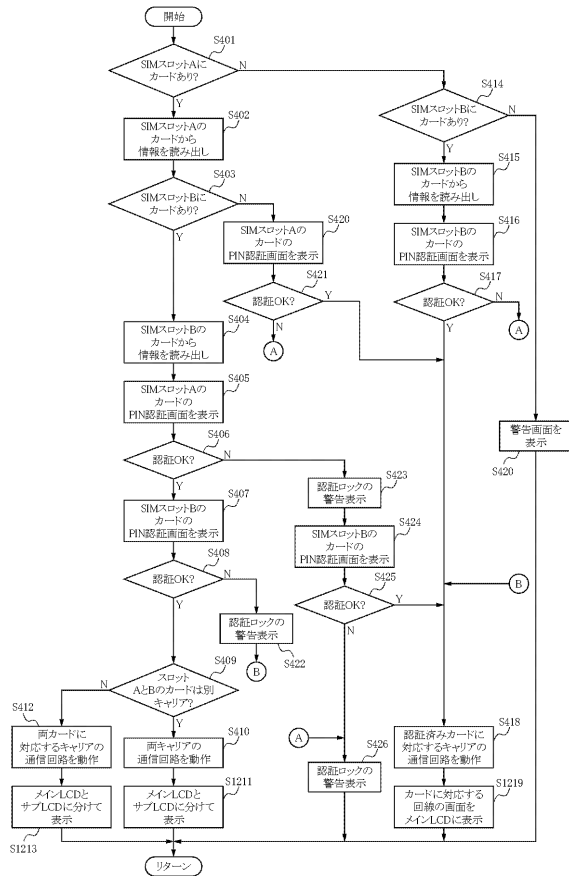 開始
S401
SIMスロットAに
カードあり?
N
Y
S402
SIMスロットAの
カードから
情報を読み出し
S403
SIMスロットBに
カードあり?
N
Y
S420
SIMスロットAの
カードの
PIN認証画面を表示
S421
認証OK?
Y
N
A
S414
SIMスロットBに
カードあり?
N
Y
S415
SIMスロットBの
カードから
情報を読み出し
S416
SIMスロットBの
カードの
PIN認証画面を表示
S417
認証OK?
N
Y
A
S404
SIMスロットBの
カードから
情報を読み出し
S405
SIMスロットAの
カードの
PIN認証画面を表示
警告画面を
表示
S420
S406
認証OK?
N
Y
S407
SIMスロットBの
カードの
PIN認証画面を表示
S423
認証ロックの
警告表示
S424
SIMスロットBの
カードの
PIN認証画面を表示
S408
認証OK?
N
Y
認証ロックの
警告表示
S422
B
S425
認証OK?
Y
N
B
S409
スロット
AとBのカードは別
キャリア?
N
Y
S412
両カードに
対応するキャリアの
通信回路を動作
S410
両キャリアの
通信回路を動作
A
S426
認証ロックの
警告表示
S418
認証済みカードに
対応するキャリアの
通信回路を動作
メインLCDと
サブLCDに分けて
表示
S1213
S1211
メインLCDと
サブLCDに分けて
表示
S1219
カードに対応する
回線の画面を
メインLCDに表示
リターン